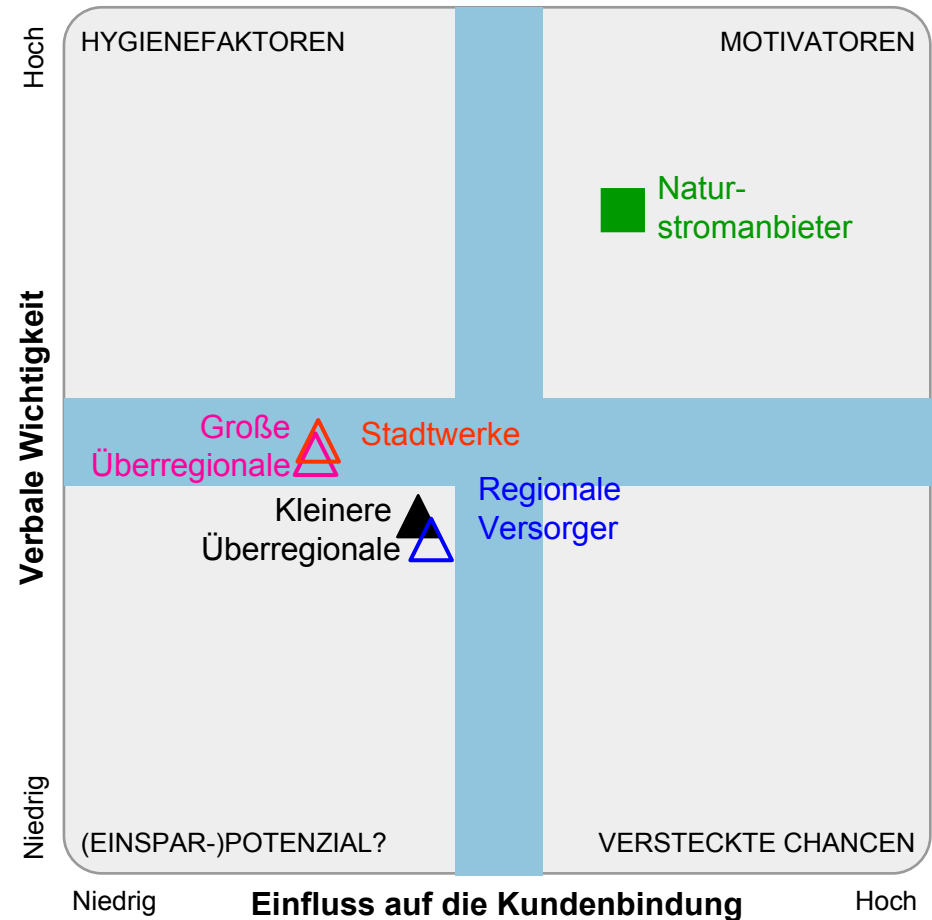 Hoch
HYGIENEFAKTOREN
MOTIVATOREN
Natur-
stromanbieter
Verbale Wichtigkeit
Große
Überregionale
Stadtwerke
Kleinere
Überregionale
Regionale
Versorger
Niedrig
(EINSPAR-)POTENZIAL?
VERSTECKTE CHANCEN
Niedrig
Einfluss auf die Kundenbindung
Hoch